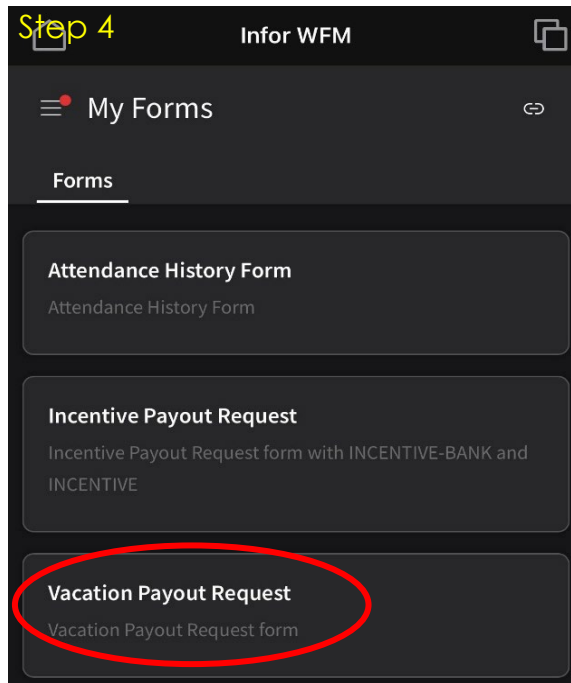 Step 4
Infor WFM
My Forms
Forms
Attendance History Form
Attendance History Form
Incentive Payout Request
Incentive Payout Request form with INCENTIVE-BANK and
INCENTIVE
Vacation Payout Request
Vacation Payout Request form